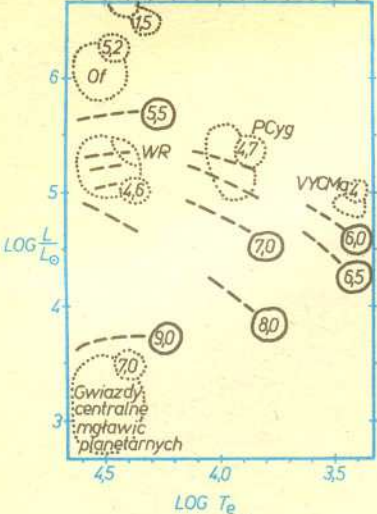 1,5
5,2
Of
6
5,5
PCyg
4,7
WR
VYCMa
4
4,6
5
LOG L/L⊙
7,0
6,0
6,5
4
8,0
9,0
7,0
Gwiazdy
centralne
mgławic
planetarnych
3
4,5
4,0
3,5
LOG Te